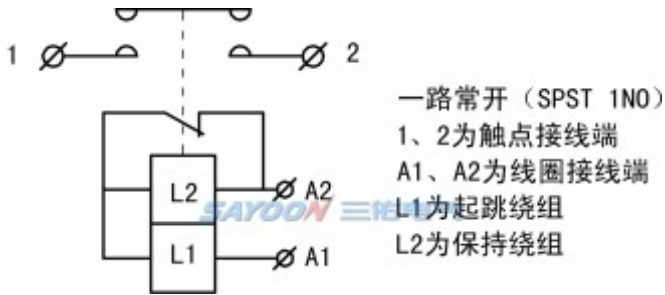 1
2
一路常开（SPST 1NO）
1、2为触点接线端
A1、A2为线圈接线端
L1为起跳绕组
L2为保持绕组
L2
A2
SAYOON 三佑
L1
A1